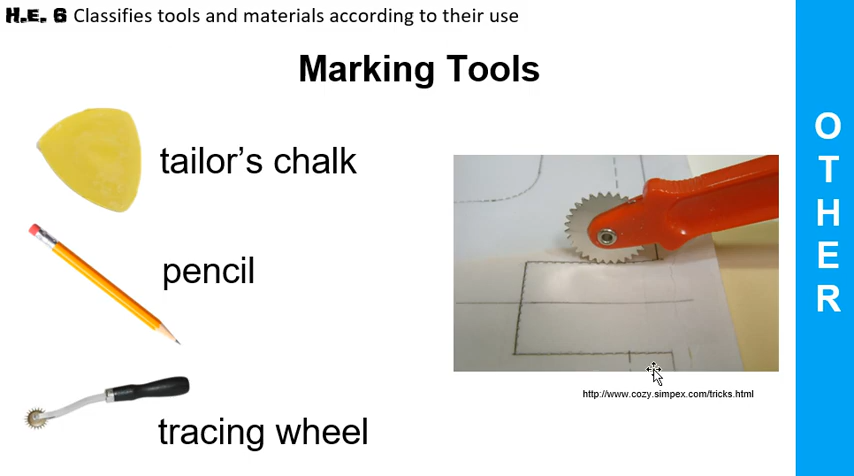 H.E. 6 Classifies tools and materials according to their use
Marking Tools
tailor’s chalk
pencil
tracing wheel
http://www.cozy.simpex.com/tricks.html
OTHER